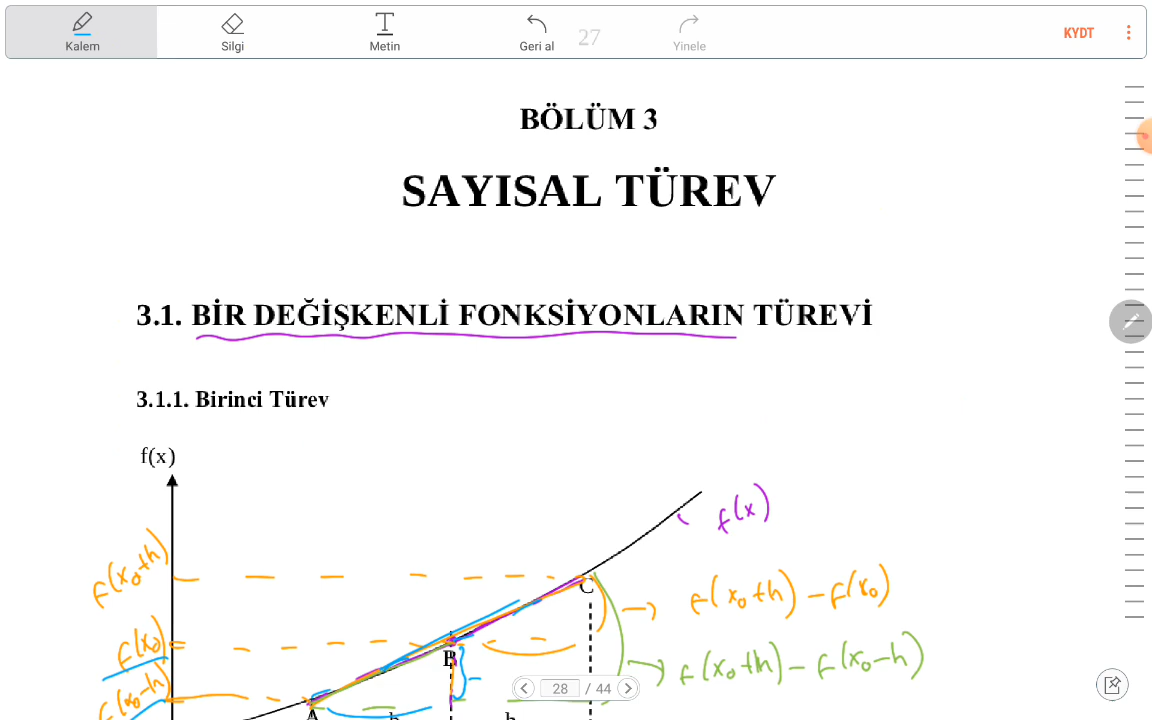 Kalem
Silgi
Metin
Geri al
27
Yinele
KYDT
BÖLÜM 3
SAYISAL TÜREV
3.1. BİR DEĞİŞKENLİ FONKSİYONLARIN TÜREVİ
3.1.1. Birinci Türev
f(x)
f(x)
f(x₀+h)
C
f(x₀+h) - f(x₀)
f(x₀)
B
f(x₀+h) - f(x₀-h)
f(x₀-h)
28 / 44
A
h
h